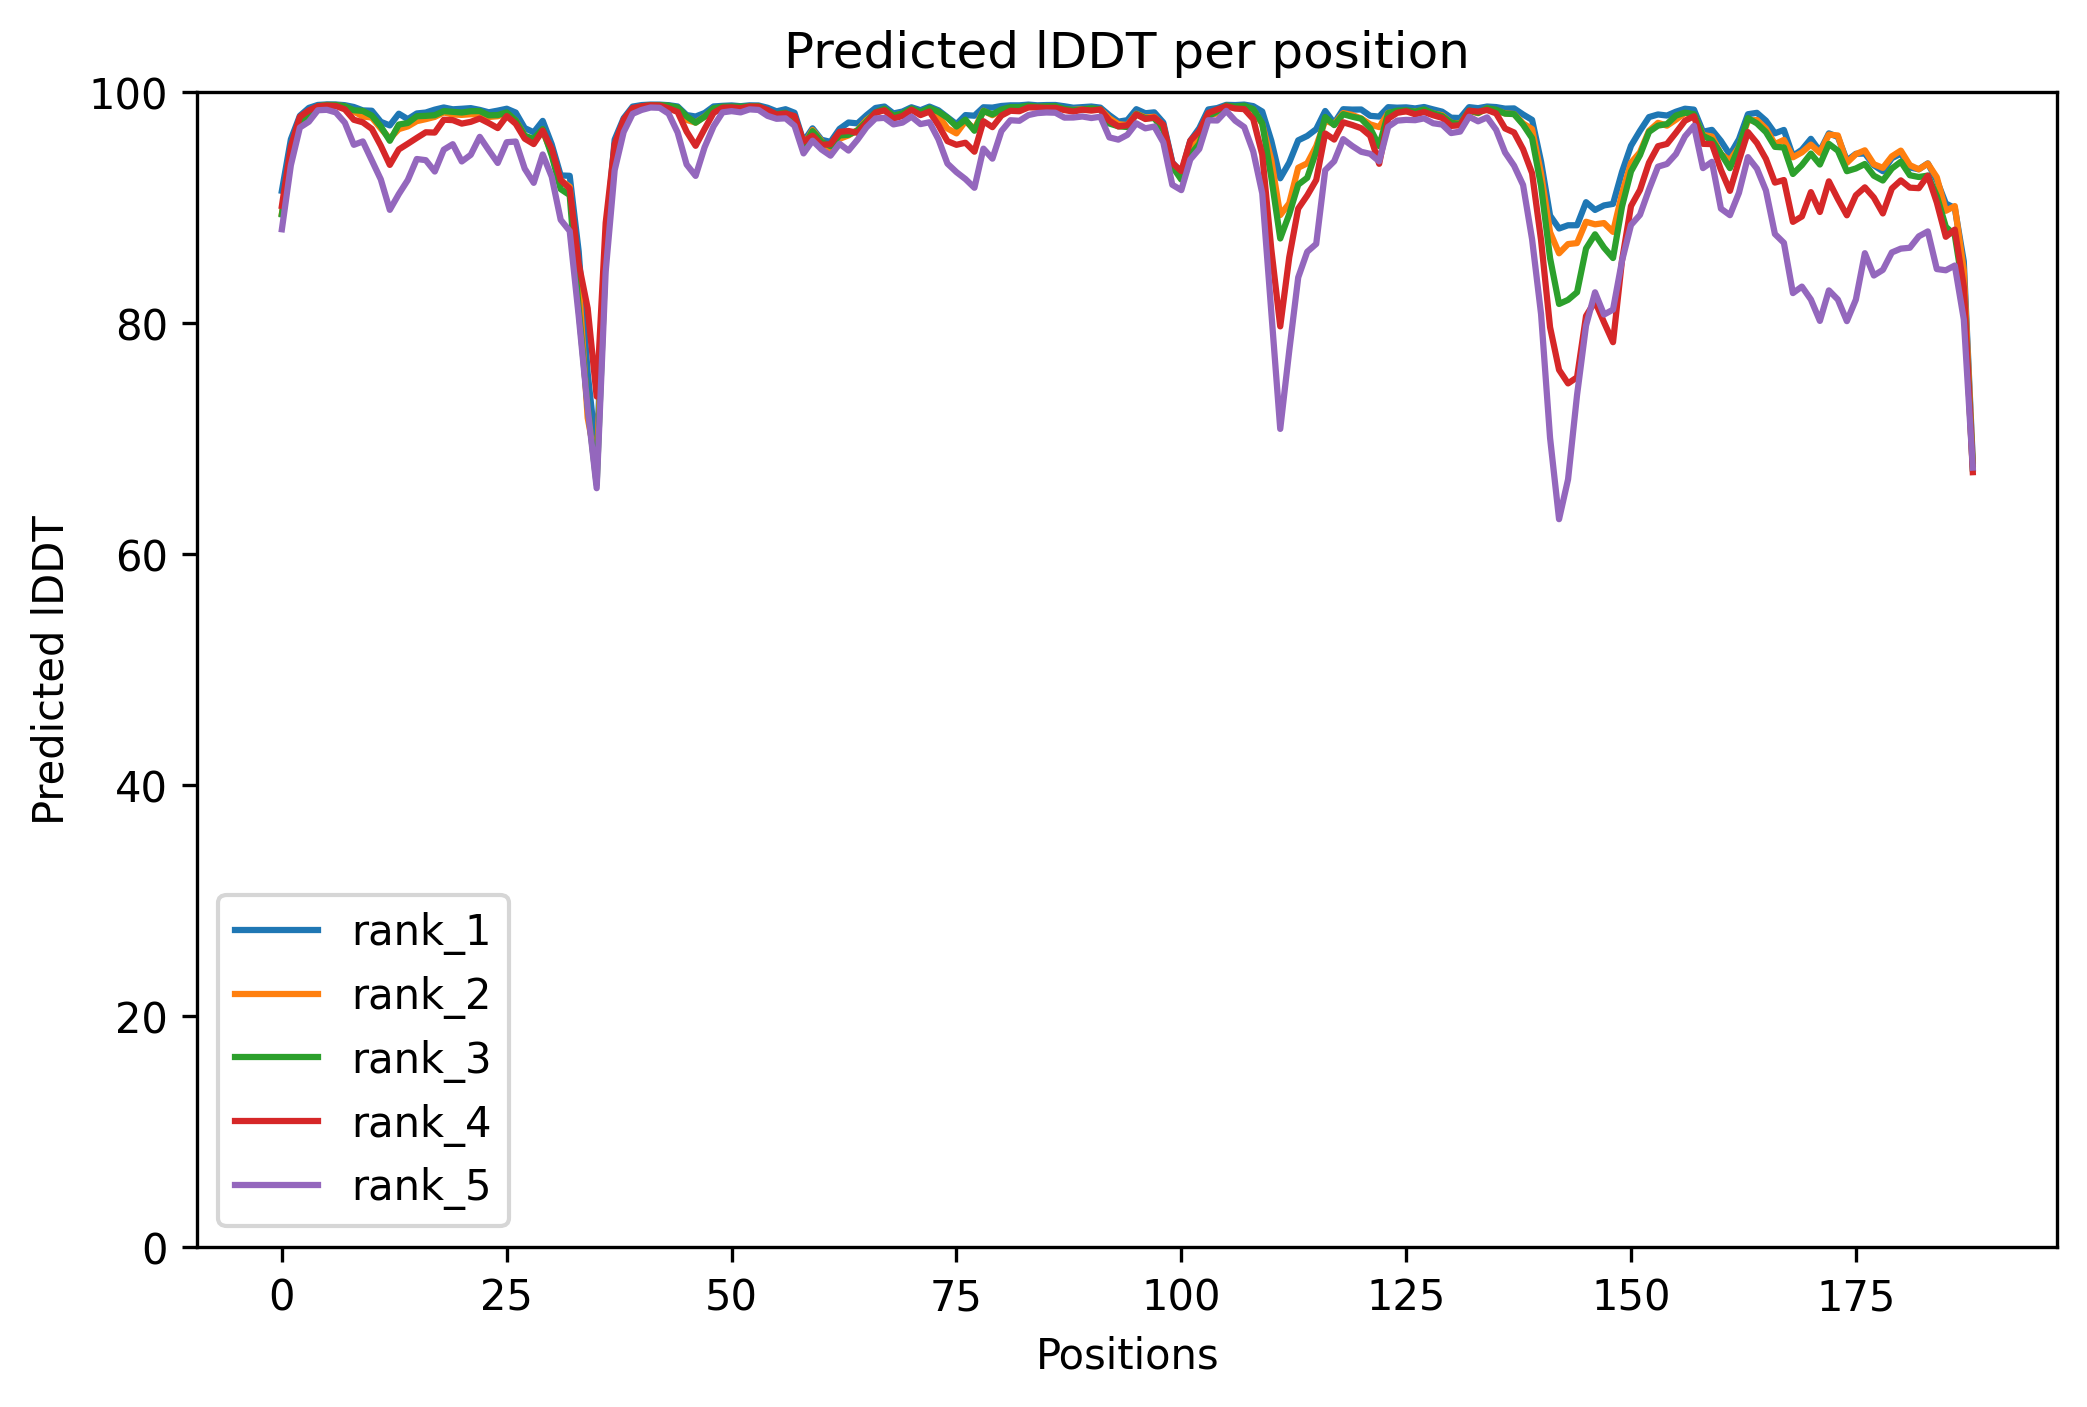 Predicted lDDT per position
100
80
60
40
20
0
Predicted lDDT
rank_1
rank_2
rank_3
rank_4
rank_5
0 25 50 75 100 125 150 175
Positions